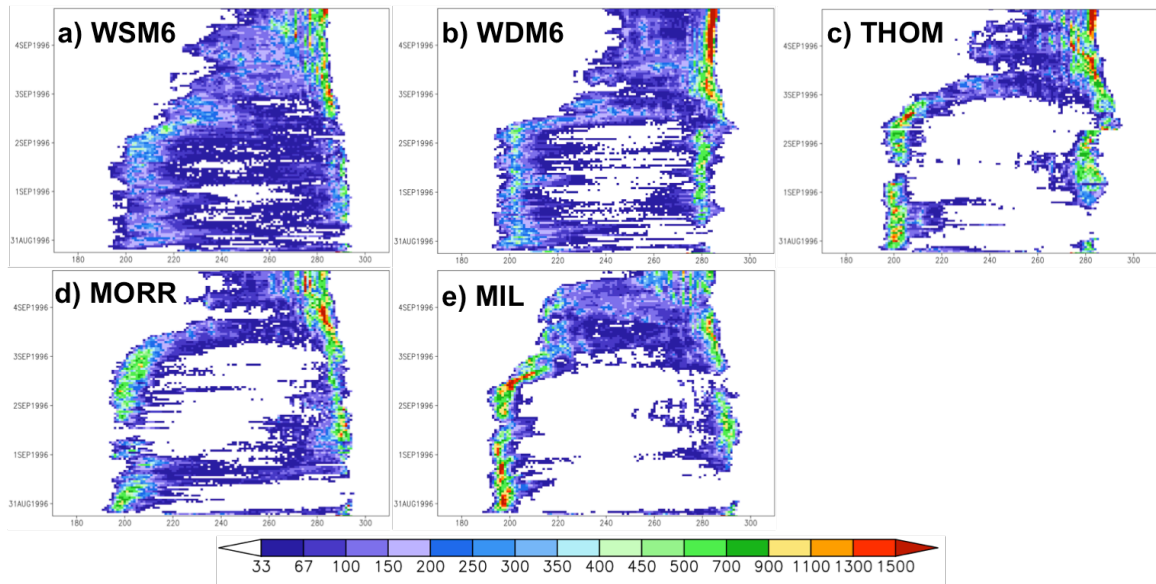 a) WSM6
b) WDM6
c) THOM
4SEP1996
3SEP1996
2SEP1996
1SEP1996
31AUG1996
180 200 220 240 260 280 300
4SEP1996
3SEP1996
2SEP1996
1SEP1996
31AUG1996
180 200 220 240 260 280 300
4SEP1996
3SEP1996
2SEP1996
1SEP1996
31AUG1996
180 200 220 240 260 280 300
d) MORR
e) MIL
4SEP1996
3SEP1996
2SEP1996
1SEP1996
31AUG1996
180 200 220 240 260 280 300
4SEP1996
3SEP1996
2SEP1996
1SEP1996
31AUG1996
180 200 220 240 260 280 300
33 67 100 150 200 250 300 350 400 450 500 700 900 1100 1300 1500